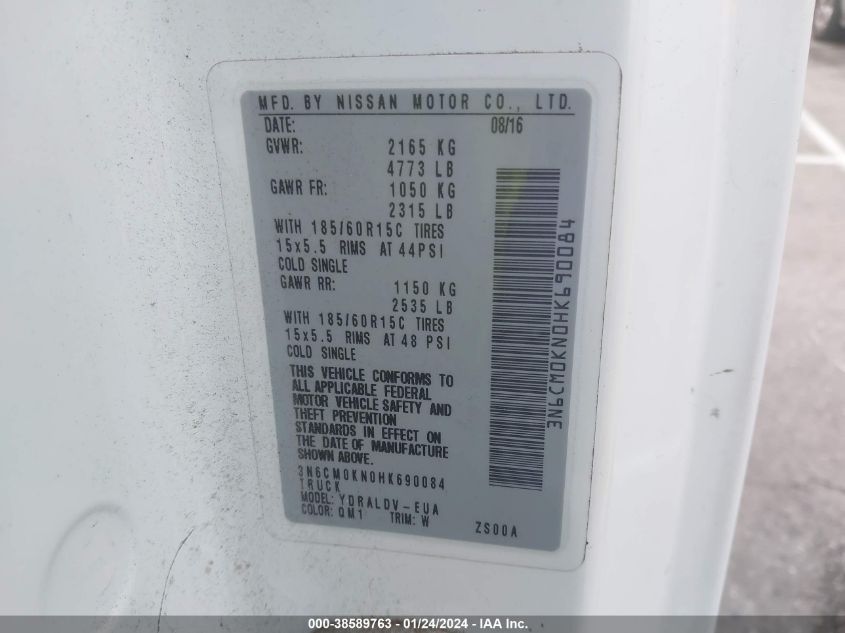 MFD. BY NISSAN MOTOR CO., LTD.
DATE: 08/16
GVWR: 2165 KG
4773 LB
GAWR FR: 1050 KG
2315 LB
WITH 185/60R15C TIRES
15x5.5 RIMS AT 44PSI
COLD SINGLE
GAWR RR: 1150 KG
2535 LB
WITH 185/60R15C TIRES
15x5.5 RIMS AT 48 PSI
COLD SINGLE
THIS VEHICLE CONFORMS TO
ALL APPLICABLE FEDERAL
MOTOR VEHICLE SAFETY AND
THEFT PREVENTION
STANDARDS IN EFFECT ON
THE DATE OF MANUFACTURE
SHOWN ABOVE.
3N6CM0KN0HK690084
TRUCK
MODEL: YDRALDV-EUA
COLOR: QM1 TRIM: W ZS00A
3N6CM0KN0HK690084
000-38589763 - 01/24/2024 - IAA Inc.